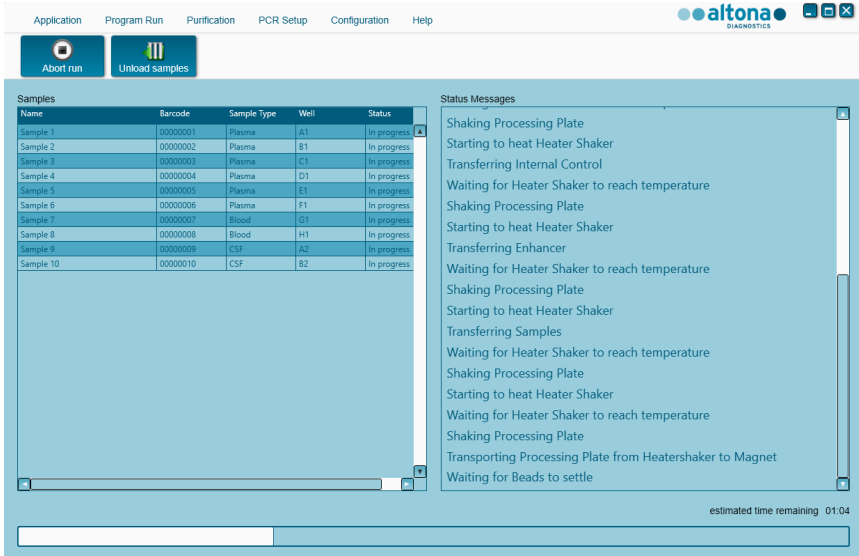 Application Program Run Purification PCR Setup Configuration Help
altona
DIAGNOSTICS
Abort run Unload samples
Samples
Name Barcode Sample Type Well Status
Sample 1 00000001 Plasma A1 In progress
Sample 2 00000002 Plasma B1 In progress
Sample 3 00000003 Plasma C1 In progress
Sample 4 00000004 Plasma D1 In progress
Sample 5 00000005 Plasma E1 In progress
Sample 6 00000006 Plasma F1 In progress
Sample 7 00000007 Blood G1 In progress
Sample 8 00000008 Blood H1 In progress
Sample 9 00000009 CSF A2 In progress
Sample 10 00000010 CSF B2 In progress
Status Messages
Shaking Processing Plate
Starting to heat Heater Shaker
Transferring Internal Control
Waiting for Heater Shaker to reach temperature
Shaking Processing Plate
Starting to heat Heater Shaker
Transferring Enhancer
Waiting for Heater Shaker to reach temperature
Shaking Processing Plate
Starting to heat Heater Shaker
Transferring Samples
Waiting for Heater Shaker to reach temperature
Shaking Processing Plate
Starting to heat Heater Shaker
Waiting for Heater Shaker to reach temperature
Shaking Processing Plate
Transporting Processing Plate from Heatershaker to Magnet
Waiting for Beads to settle
estimated time remaining 01:04